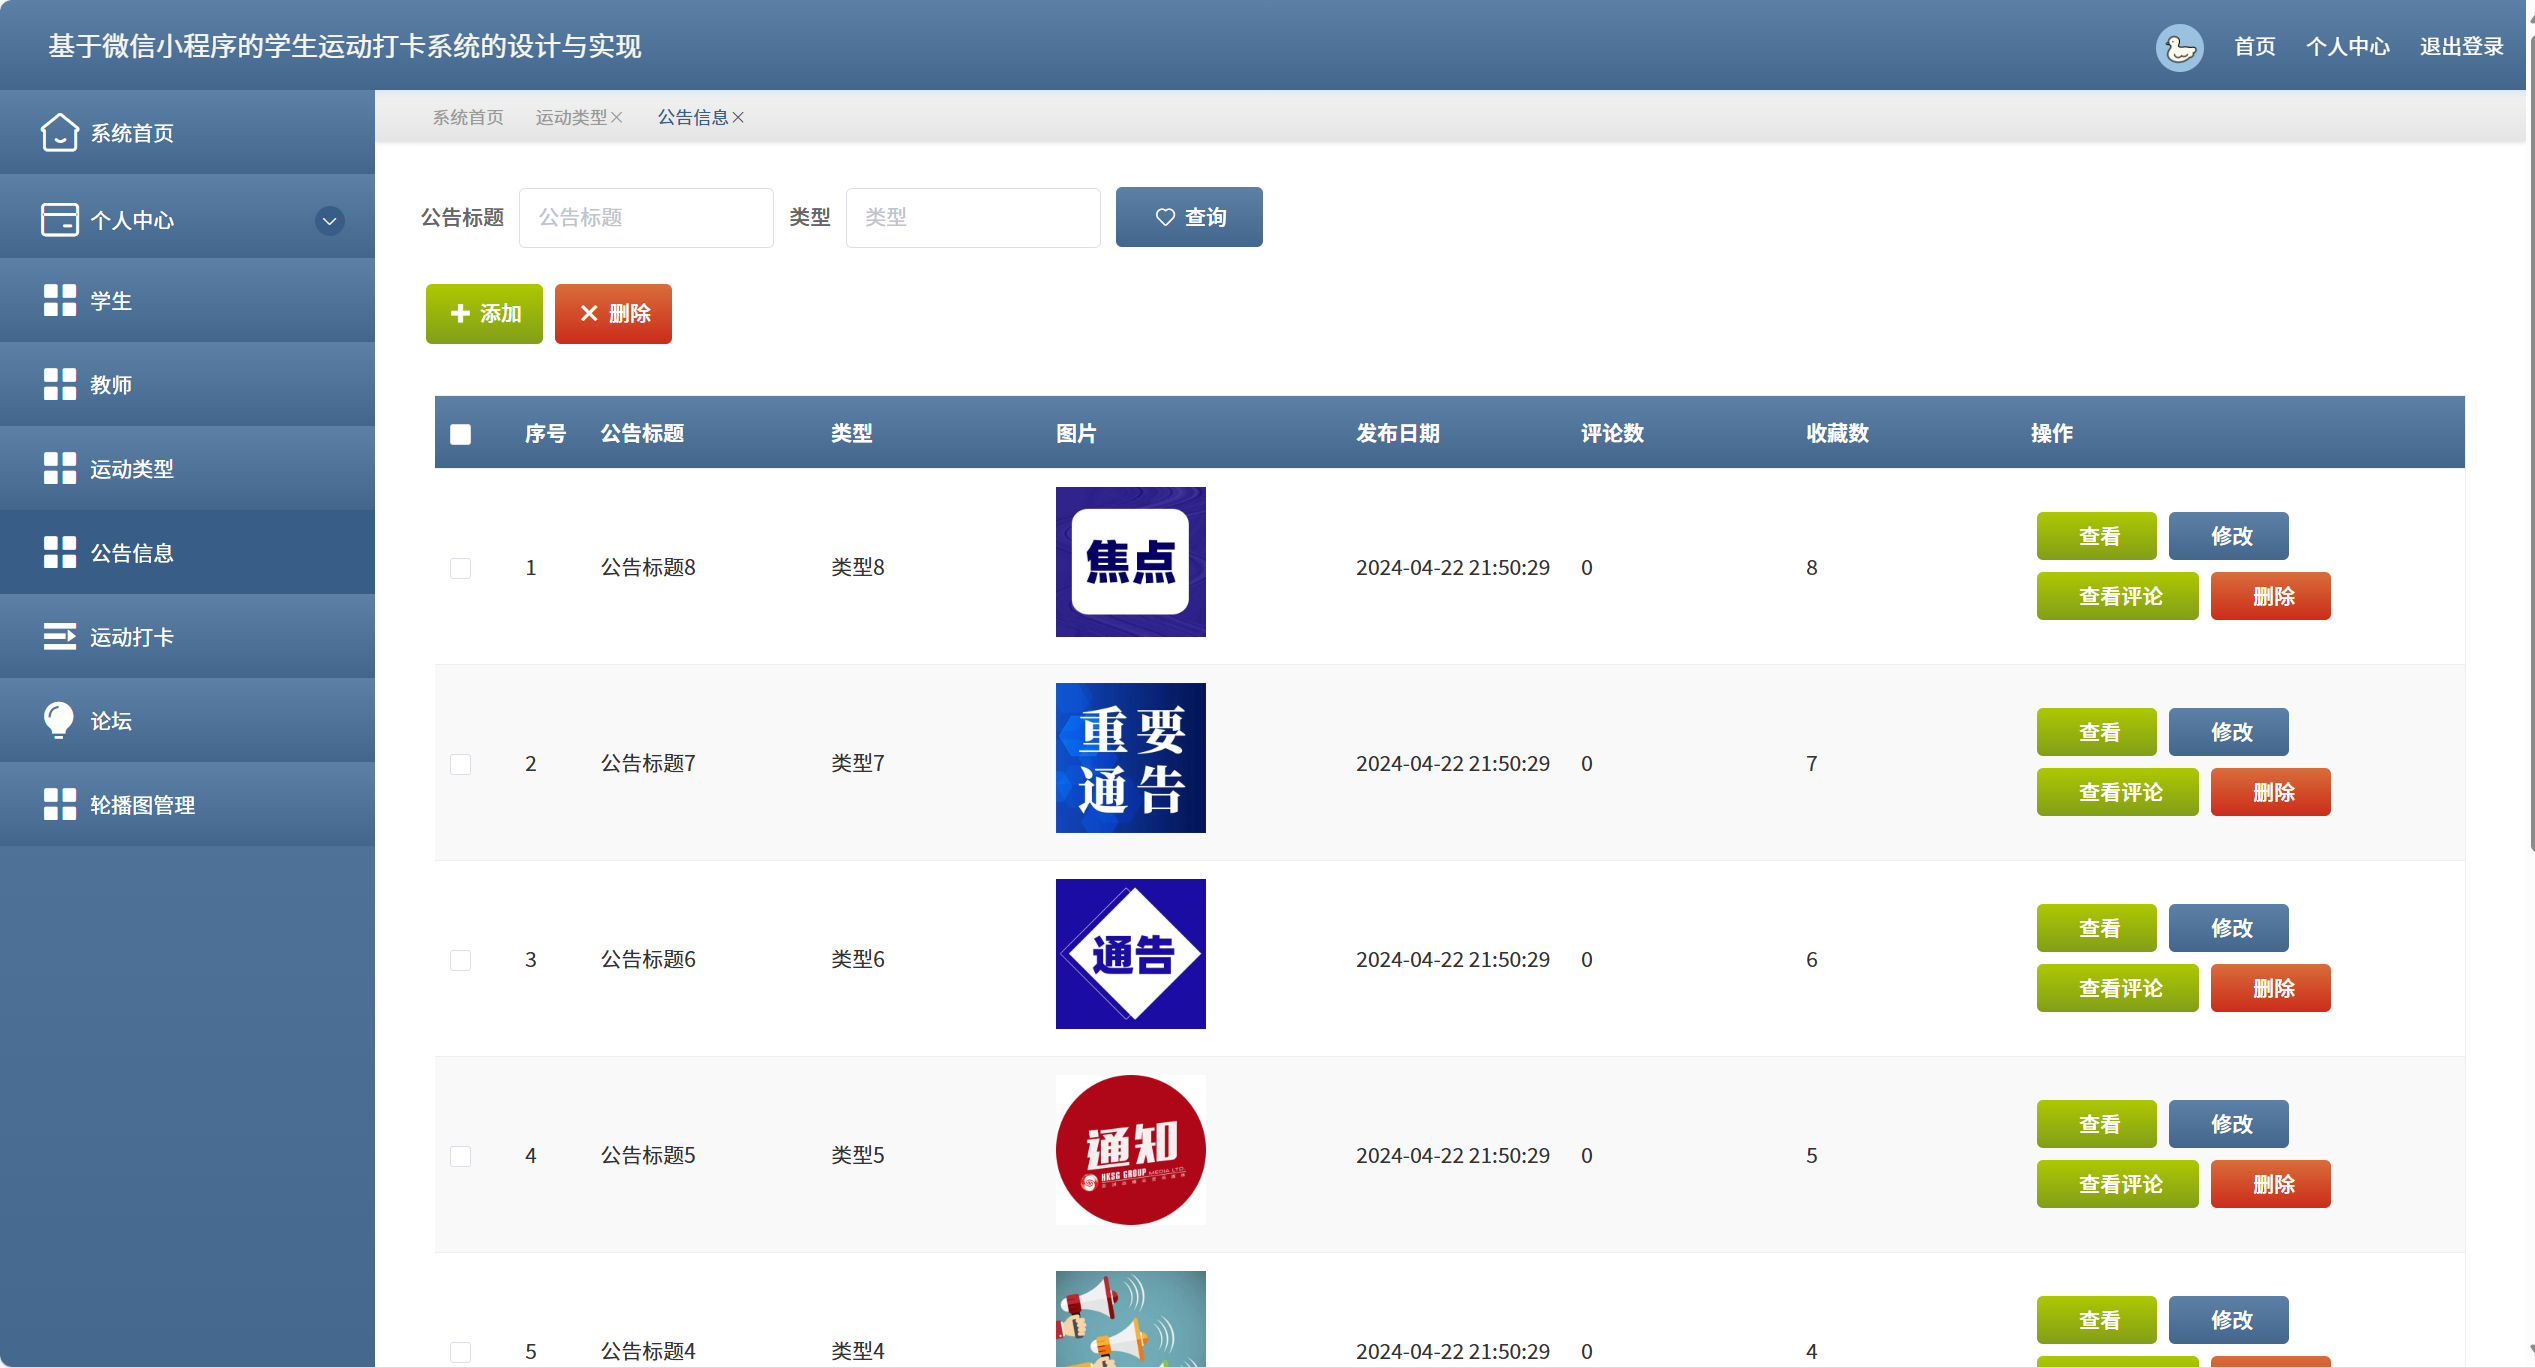 基于微信小程序的学生运动打卡系统的设计与实现
首页 个人中心 退出登录
系统首页
个人中心
学生
教师
运动类型
公告信息
运动打卡
论坛
轮播图管理
系统首页 运动类型 公告信息
公告标题 公告标题 类型 类型 查询
添加 删除
序号 公告标题 类型 图片 发布日期 评论数 收藏数 操作
1 公告标题8 类型8 焦点 2024-04-22 21:50:29 0 8
查看 修改
查看评论 删除
2 公告标题7 类型7 2024-04-22 21:50:29 0 7
重要
通告
查看 修改
查看评论 删除
3 公告标题6 类型6 通告 2024-04-22 21:50:29 0 6
查看 修改
查看评论 删除
4 公告标题5 类型5 2024-04-22 21:50:29 0 5
通知
HKSG GROUP MEDIA LTD.
查看 修改
查看评论 删除
5 公告标题4 类型4 2024-04-22 21:50:29 0 4
查看 修改